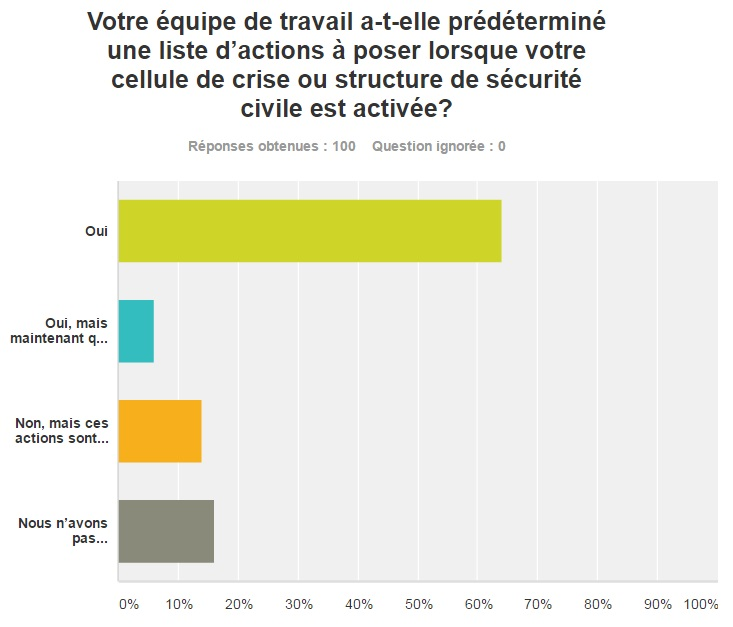 Votre équipe de travail a-t-elle prédéterminé
une liste d’actions à poser lorsque votre
cellule de crise ou structure de sécurité
civile est activée?
Réponses obtenues : 100 Question ignorée : 0
Oui
Oui, mais
maintenant q...
Non, mais ces
actions sont...
Nous n’avons
pas...
0% 10% 20% 30% 40% 50% 60% 70% 80% 90% 100%